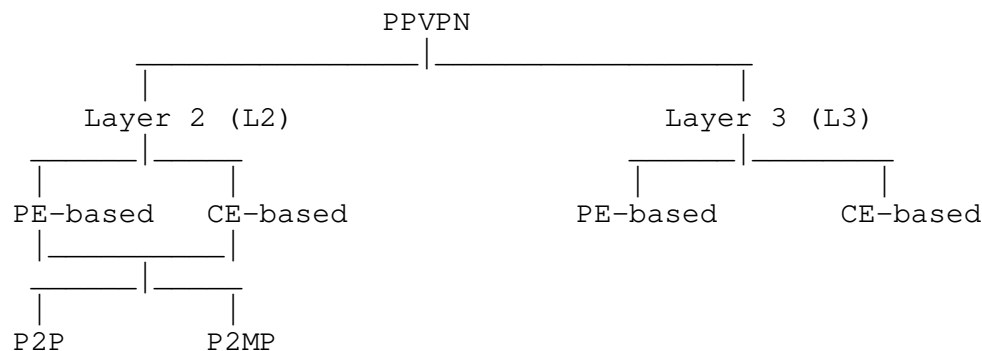 PPVPN
Layer 2 (L2) Layer 3 (L3)
PE-based CE-based PE-based CE-based
P2P P2MP